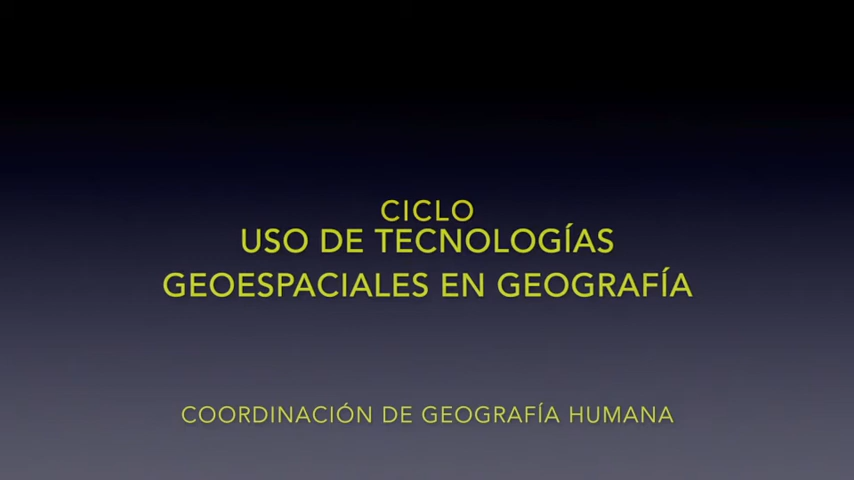 CICLO
USO DE TECNOLOGÍAS
GEOESPACIALES EN GEOGRAFÍA
COORDINACIÓN DE GEOGRAFÍA HUMANA